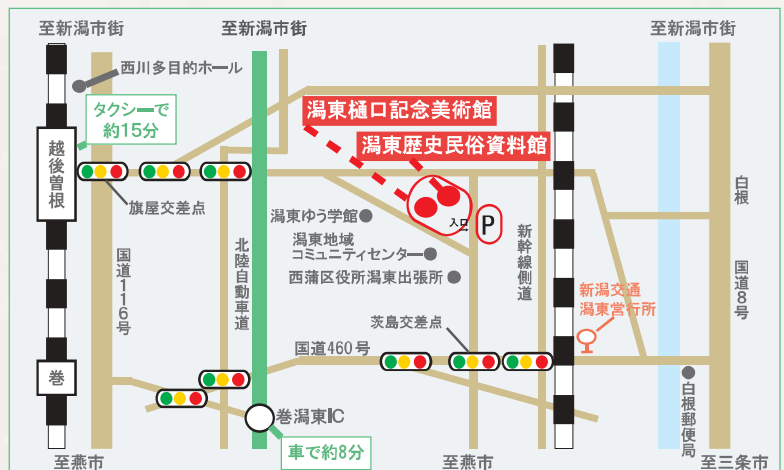 至新潟市街
至新潟市街
至新潟市街
西川多目的ホール
タクシーで
約15分
潟東樋口記念美術館
潟東歴史民俗資料館
越後曽根
旗屋交差点
入口
P
潟東ゆう学館
潟東地域
コミュニティセンター
西蒲区役所潟東出張所
白根
国道116号
北陸自動車道
新幹線側道
国道8号
新潟交通
潟東営行所
茨島交差点
国道460号
巻
巻潟東IC
白根郵便局
車で約8分
至燕市
至燕市
至三条市